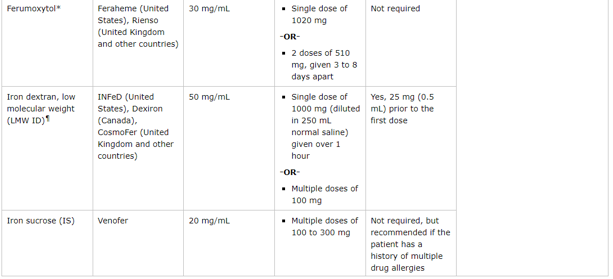 Ferumoxytol*
Feraheme (United
States), Rienso
(United Kingdom
and other countries)
30 mg/mL
▪ Single dose of
1020 mg
-OR-
▪ 2 doses of 510
mg, given 3 to 8
days apart
Not required
Iron dextran, low
molecular weight
(LMW ID)¶
INFeD (United
States), Dexiron
(Canada),
CosmoFer (United
Kingdom and other
countries)
50 mg/mL
▪ Single dose of
1000 mg (diluted
in 250 mL
normal saline)
given over 1
hour
-OR-
▪ Multiple doses of
100 mg
Yes, 25 mg (0.5
mL) prior to the
first dose
Iron sucrose (IS)
Venofer
20 mg/mL
▪ Multiple doses of
100 to 300 mg
Not required, but
recommended if the
patient has a
history of multiple
drug allergies